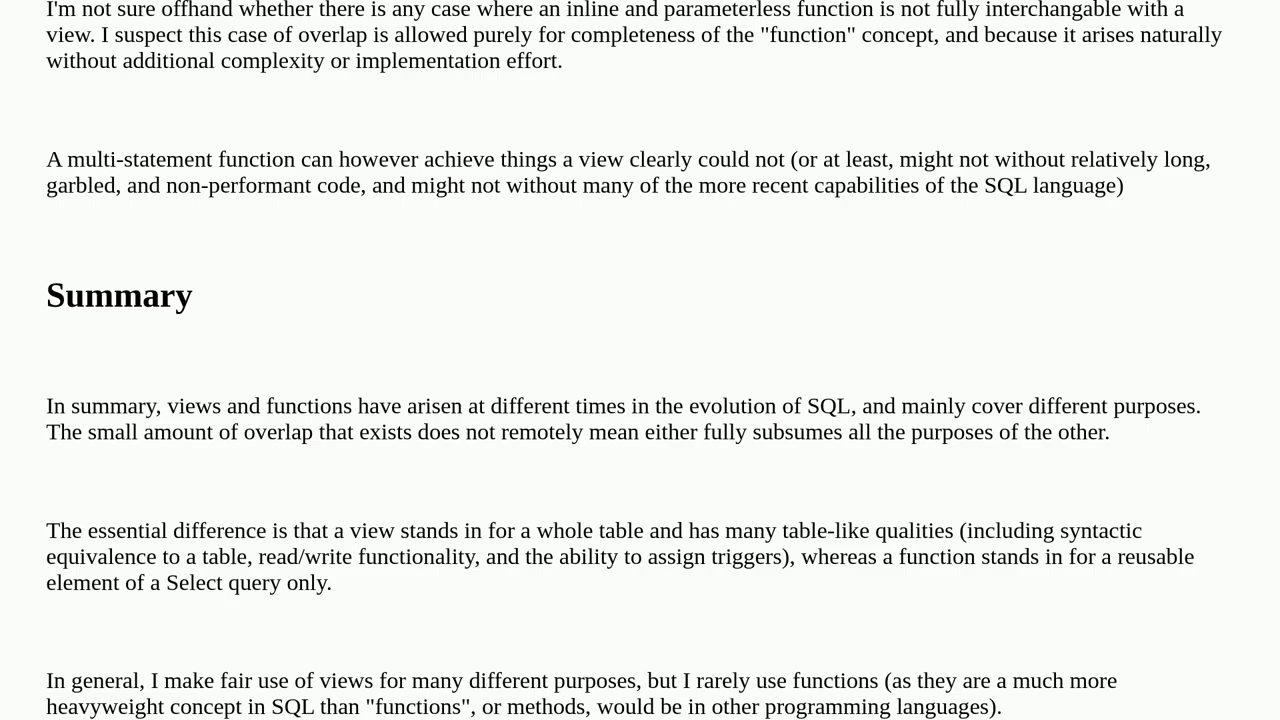 I'm not sure offhand whether there is any case where an inline and parameterless function is not fully interchangable with a
view. I suspect this case of overlap is allowed purely for completeness of the "function" concept, and because it arises naturally
without additional complexity or implementation effort.
A multi-statement function can however achieve things a view clearly could not (or at least, might not without relatively long,
garbled, and non-performant code, and might not without many of the more recent capabilities of the SQL language)
Summary
In summary, views and functions have arisen at different times in the evolution of SQL, and mainly cover different purposes.
The small amount of overlap that exists does not remotely mean either fully subsumes all the purposes of the other.
The essential difference is that a view stands in for a whole table and has many table-like qualities (including syntactic
equivalence to a table, read/write functionality, and the ability to assign triggers), whereas a function stands in for a reusable
element of a Select query only.
In general, I make fair use of views for many different purposes, but I rarely use functions (as they are a much more
heavyweight concept in SQL than "functions", or methods, would be in other programming languages).